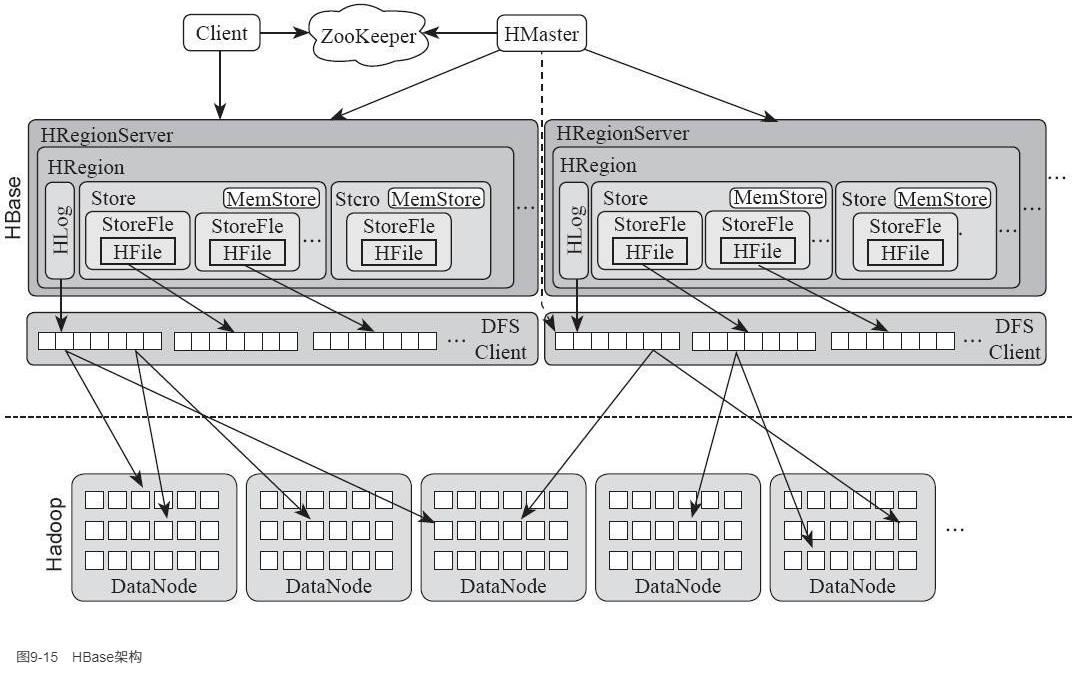 Client
ZooKeeper
HMaster
HBase
HRegionServer
HRegion
HLog
Store
MemStore
StoreFle
HFile
StoreFle
HFile
...
Stcro
MemStore
StoreFle
HFile
...
HRegionServer
HRegion
HLog
Store
MemStore
StoreFle
HFile
StoreFle
HFile
...
Store
MemStore
StoreFle
HFile
...
...
...
...
DFS
Client
...
DFS
Client
Hadoop
DataNode
DataNode
DataNode
DataNode
DataNode
...
图9-15 HBase架构